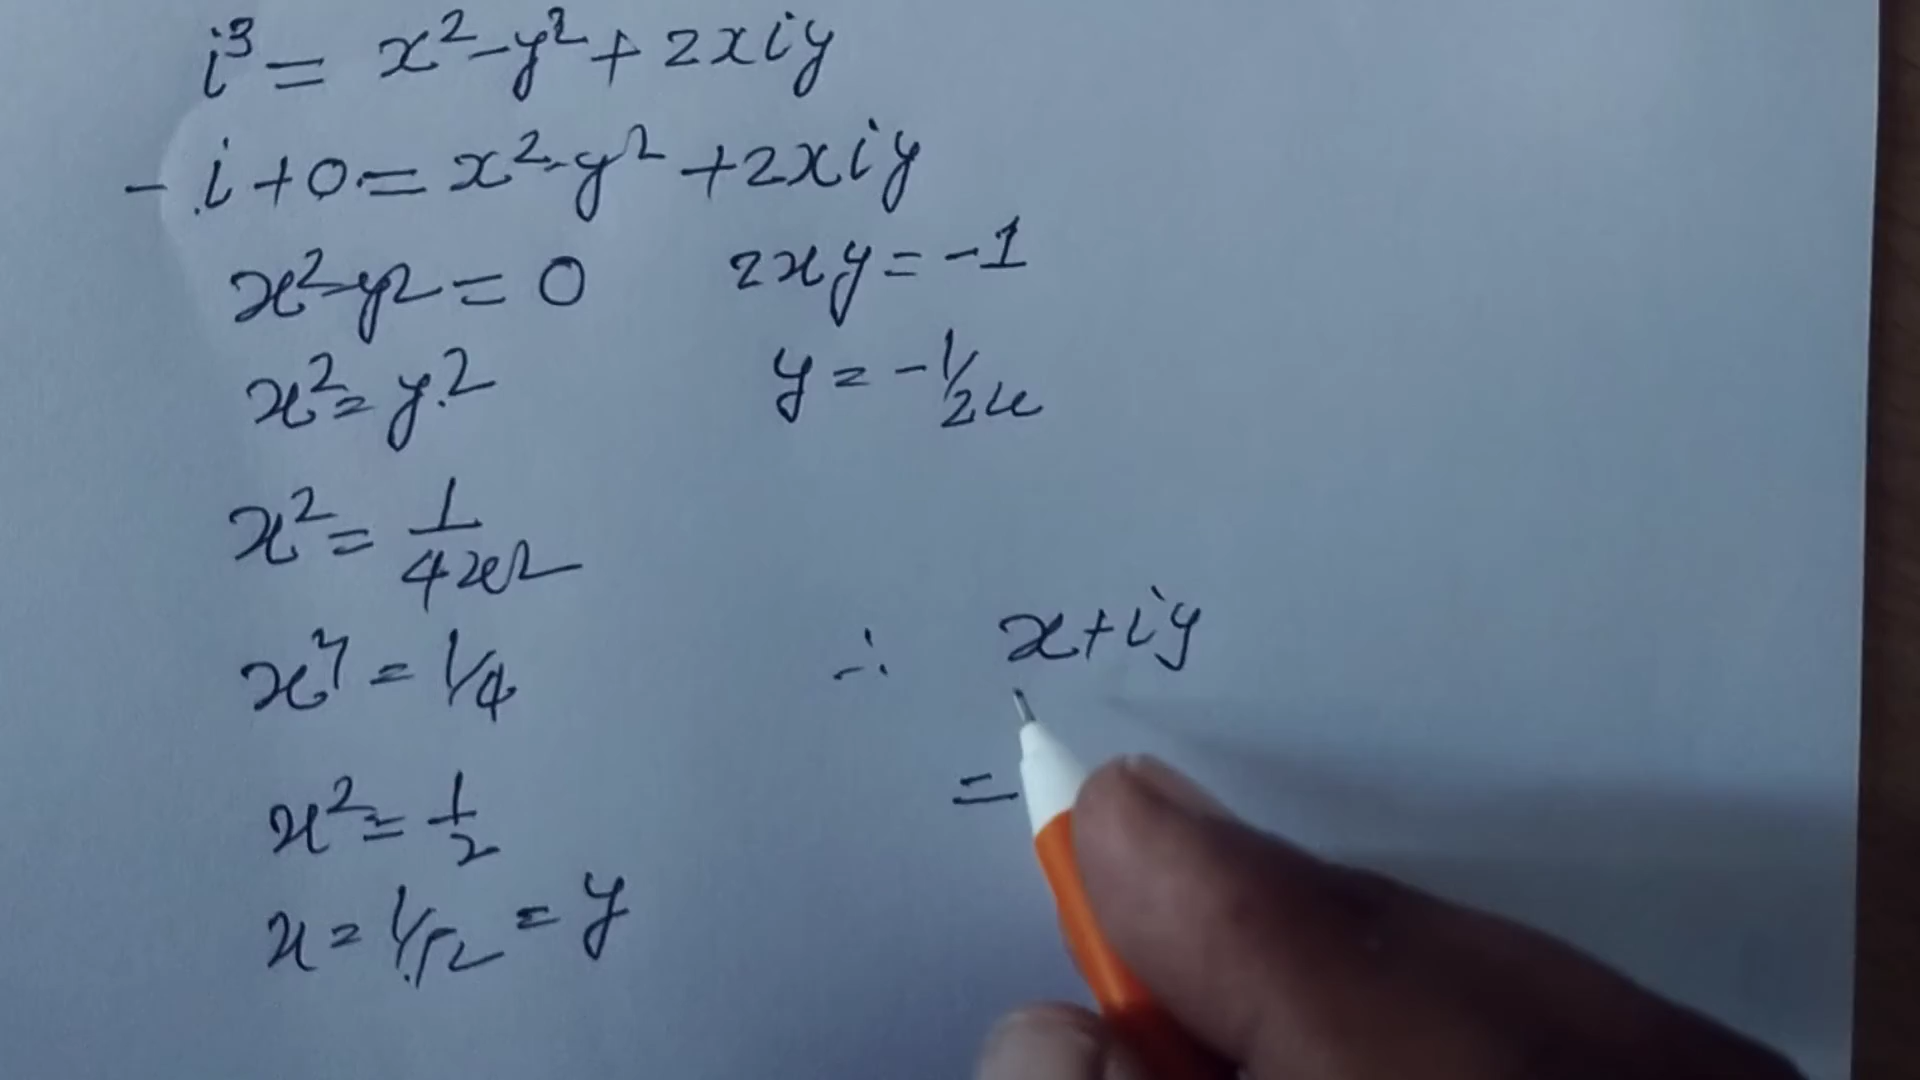 i³ = x² - y² + 2xiy
- i + 0 = x² - y² + 2xiy
x² - y² = 0 2xy = -1
x² = y² y = -1/2x
x² = 1/4x²
x⁴ = 1/4 ∴ x + iy
x² = 1/2 =
x = 1/√2 = y